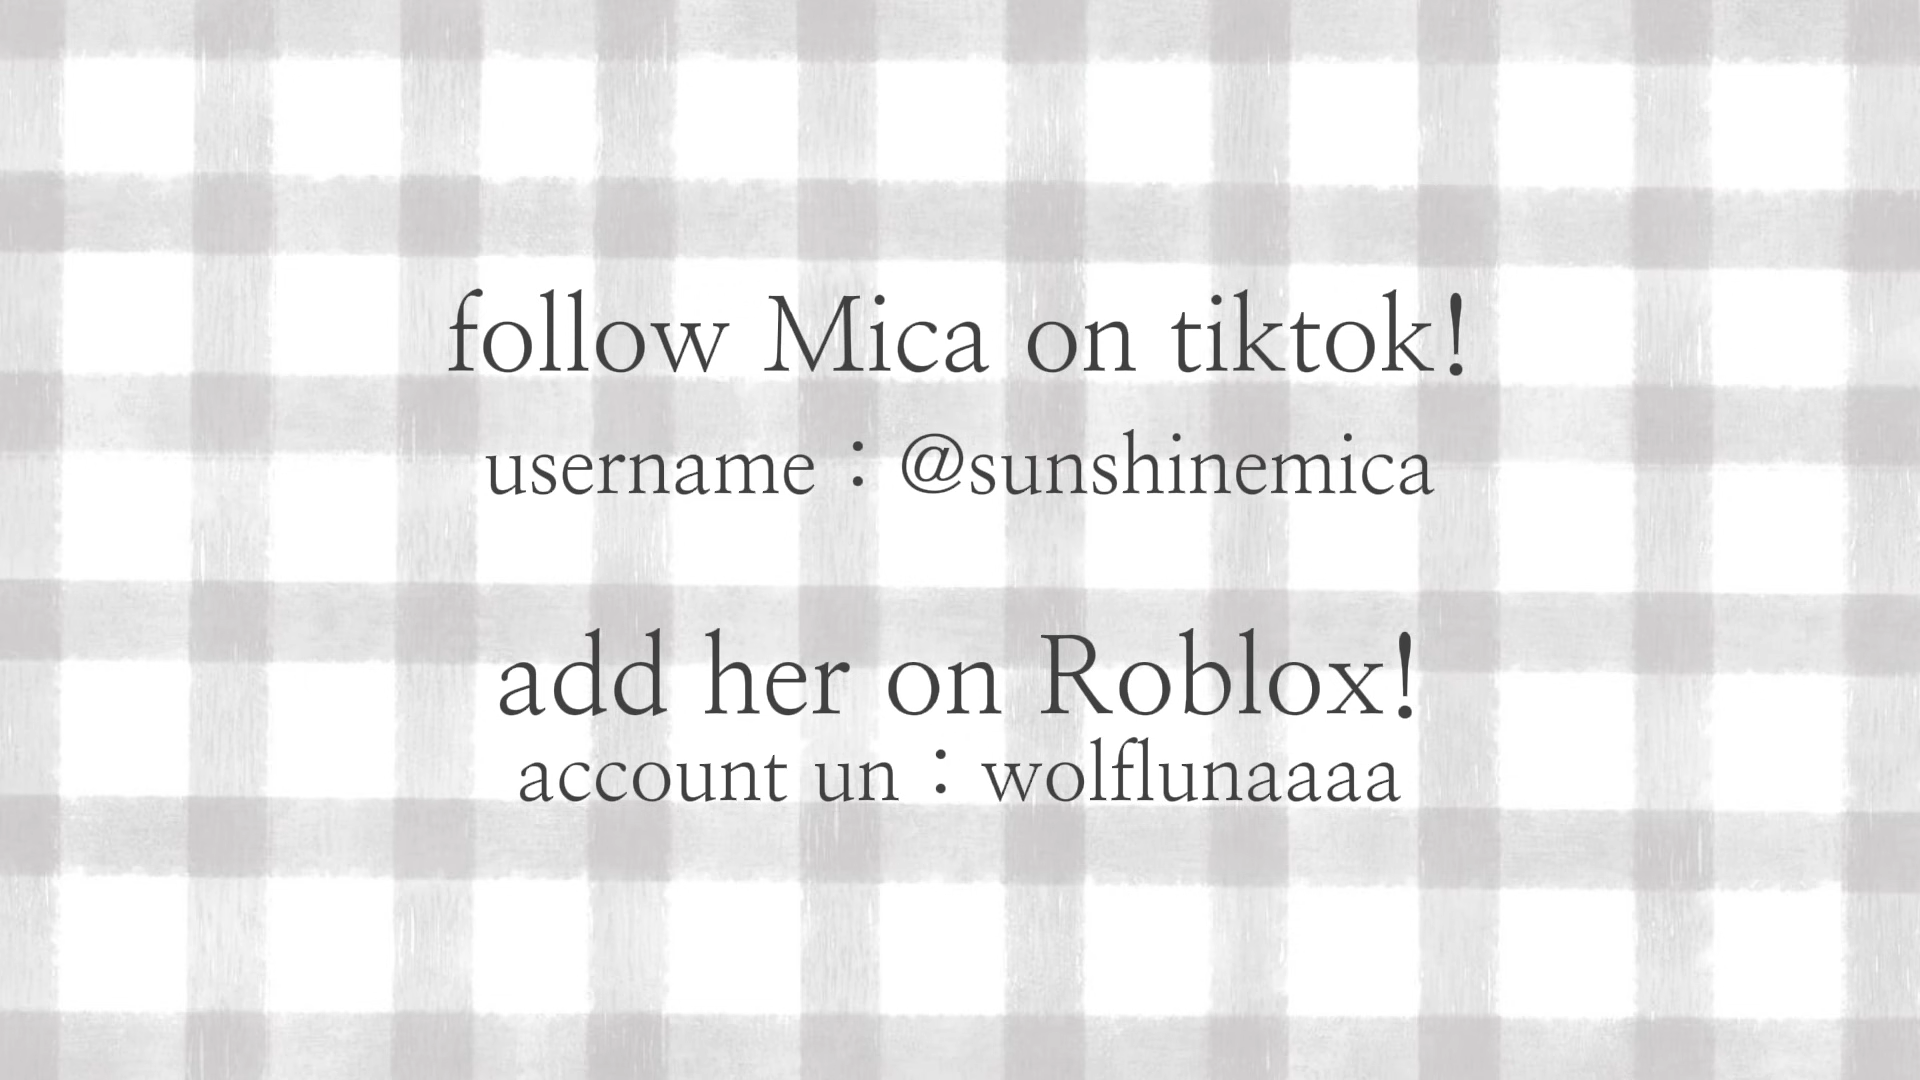 follow Mica on tiktok!
username : @sunshinemica
add her on Roblox!
account un : wolflunaaaa